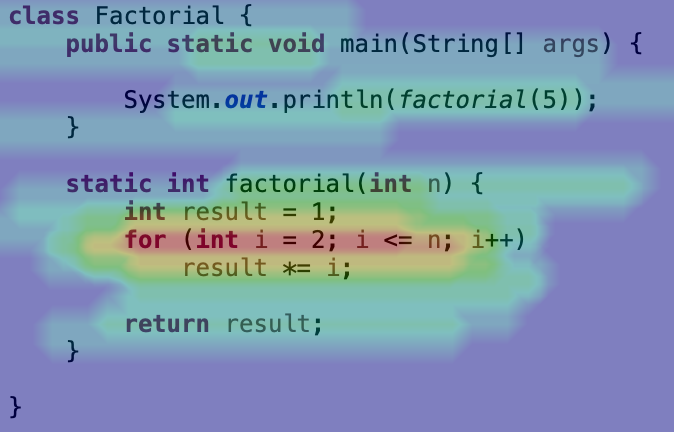 class Factorial {
    public static void main(String[] args) {
        System.out.println(factorial(5));
    }
    static int factorial(int n) {
        int result = 1;
        for (int i = 2; i <= n; i++)
            result *= i;
        return result;
    }
}